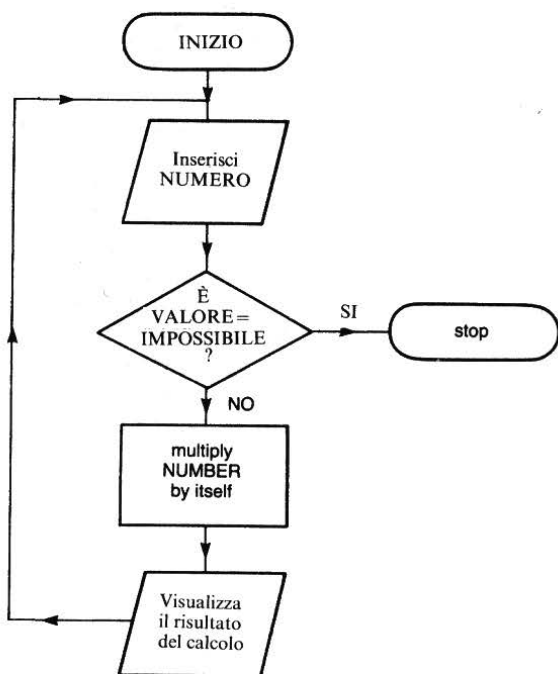 INIZIO
Inserisci
NUMERO
È
VALORE =
IMPOSSIBILE
?
SI
stop
NO
multiply
NUMBER
by itself
Visualizza
il risultato
del calcolo